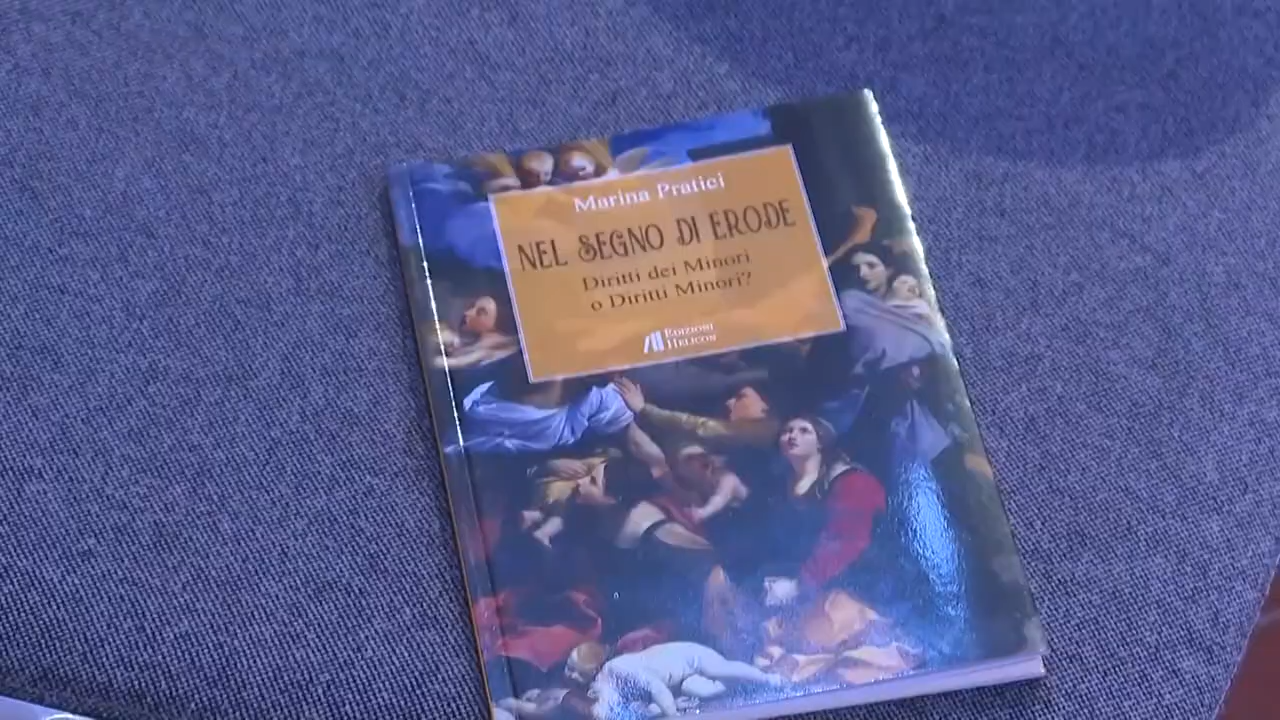 Marina Pratici
NEL SEGNO DI ERODE
Diritti dei Minori
o Diritti Minori?
EDIZIONI
HELICON